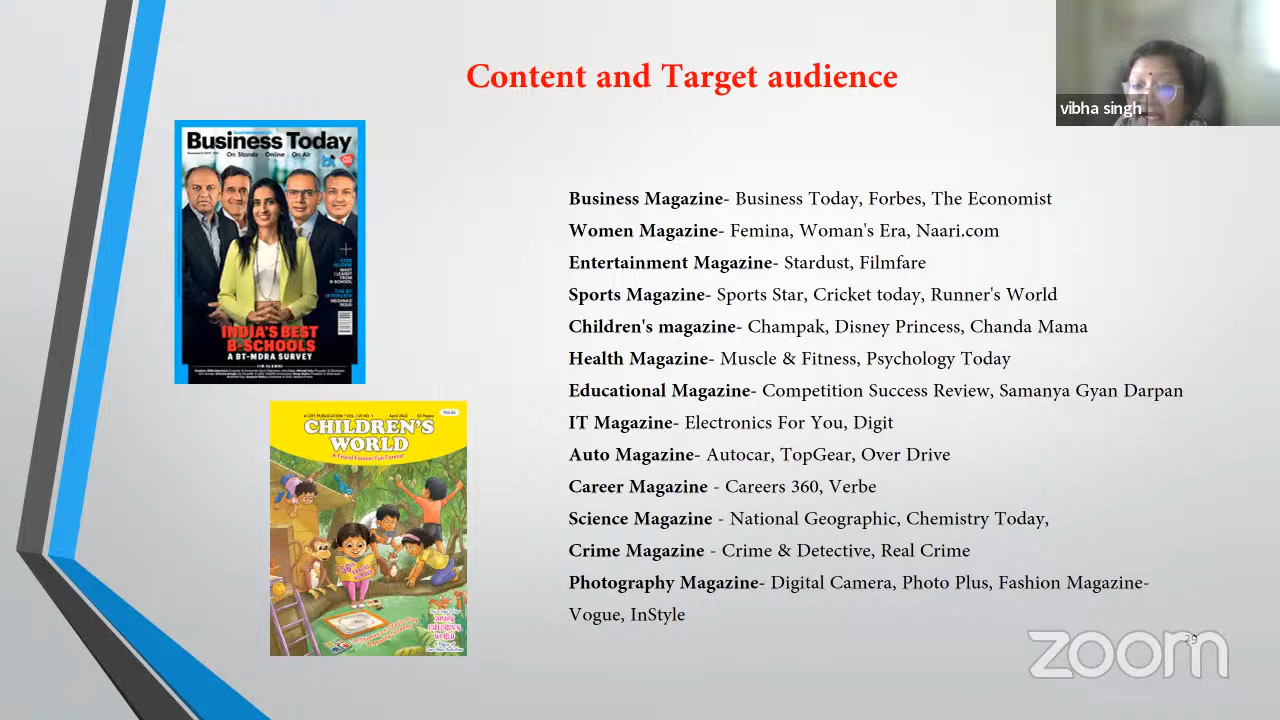 Content and Target audience
vibha singh
Business Today
On Stands Online On Air
INDIA'S BEST
B-SCHOOLS
A BT-MDRA SURVEY
Business Magazine- Business Today, Forbes, The Economist
Women Magazine- Femina, Woman's Era, Naari.com
Entertainment Magazine- Stardust, Filmfare
Sports Magazine- Sports Star, Cricket today, Runner's World
Children's magazine- Champak, Disney Princess, Chanda Mama
Health Magazine- Muscle & Fitness, Psychology Today
Educational Magazine- Competition Success Review, Samanya Gyan Darpan
IT Magazine- Electronics For You, Digit
Auto Magazine- Autocar, TopGear, Over Drive
Career Magazine - Careers 360, Verbe
Science Magazine - National Geographic, Chemistry Today,
Crime Magazine - Crime & Detective, Real Crime
Photography Magazine- Digital Camera, Photo Plus, Fashion Magazine-
Vogue, InStyle
CHILDREN'S
WORLD
29
zoom